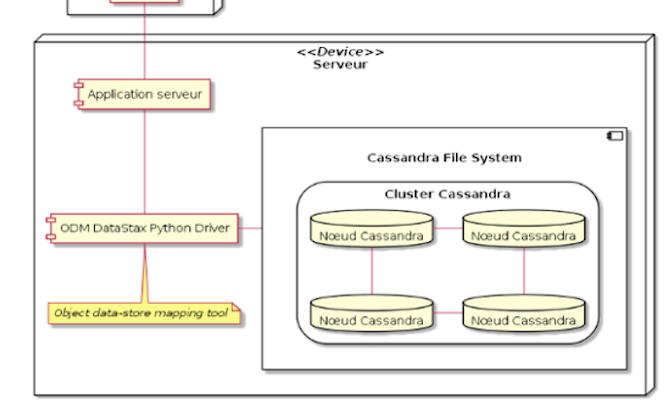 <<Device>>
Serveur
Application serveur
Cassandra File System
Cluster Cassandra
ODM DataStax Python Driver
Nœud Cassandra
Nœud Cassandra
Object data-store mapping tool
Nœud Cassandra
Nœud Cassandra